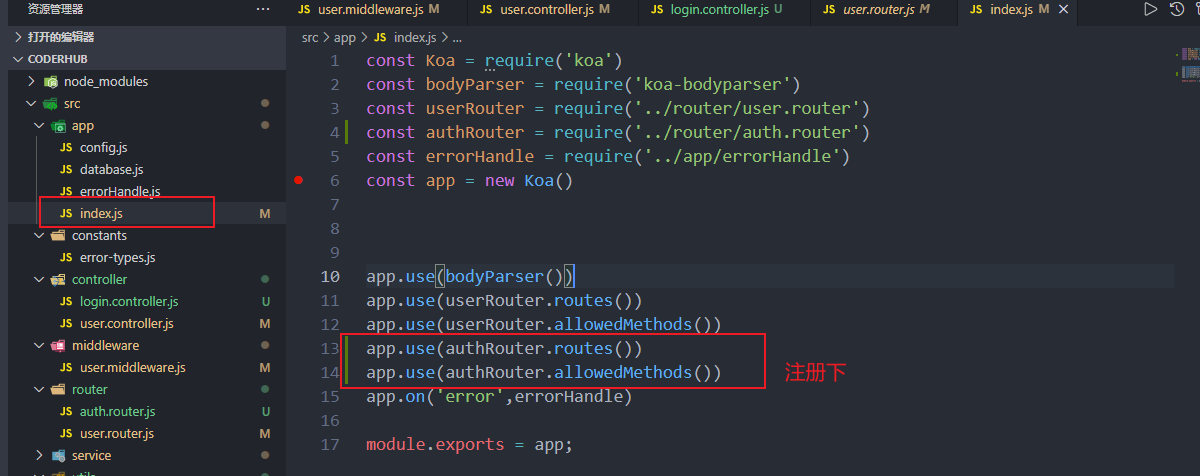 资源管理器 ...
JS user.middleware.js M
JS user.controller.js M
JS login.controller.js U
JS user.router.js M
JS index.js M
打开的编辑器
CODERHUB
node_modules
src
app
JS config.js
JS database.js
JS errorHandle.js
JS index.js M
constants
JS error-types.js
controller
JS login.controller.js U
JS user.controller.js M
middleware
JS user.middleware.js M
router
JS auth.router.js U
JS user.router.js M
service
utils
src > app > JS index.js > ...
1 const Koa = require('koa')
2 const bodyParser = require('koa-bodyparser')
3 const userRouter = require('../router/user.router')
4 const authRouter = require('../router/auth.router')
5 const errorHandle = require('../app/errorHandle')
6 const app = new Koa()
7
8
9
10 app.use(bodyParser())
11 app.use(userRouter.routes())
12 app.use(userRouter.allowedMethods())
13 app.use(authRouter.routes())
14 app.use(authRouter.allowedMethods())
注册下
15 app.on('error',errorHandle)
16
17 module.exports = app;